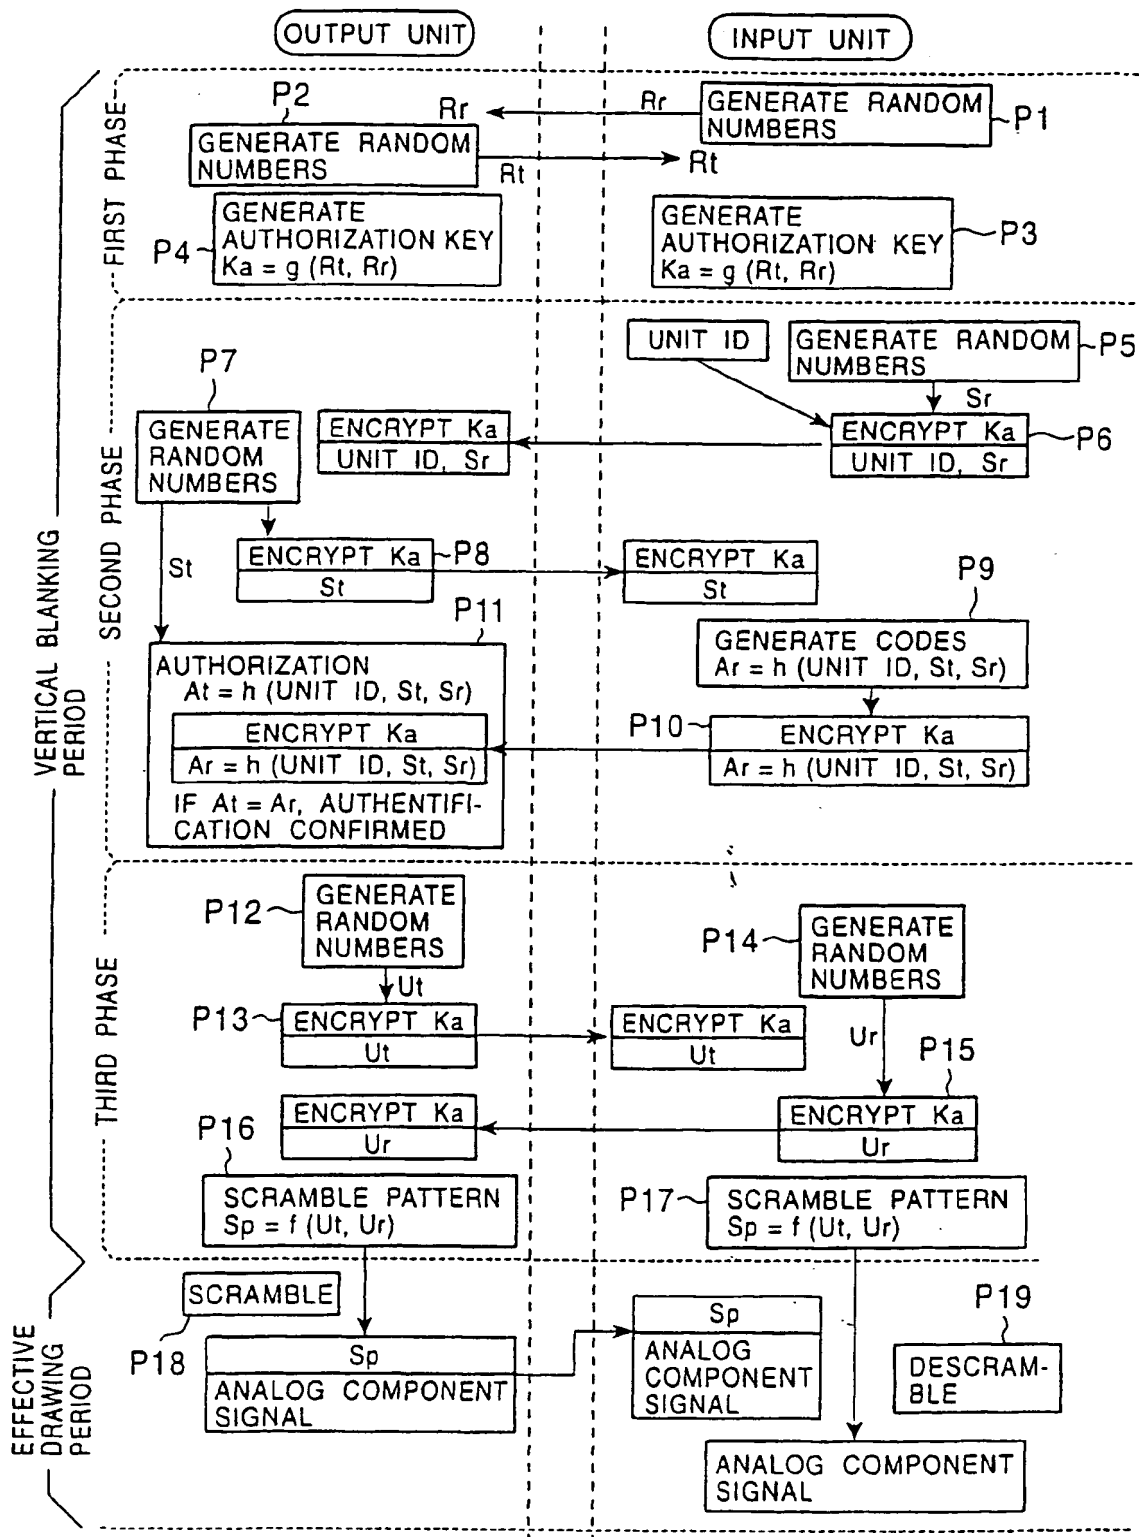 OUTPUT UNIT
INPUT UNIT
VERTICAL BLANKING
PERIOD
FIRST PHASE
P2
Rr
Rr
GENERATE RANDOM
NUMBERS
P1
GENERATE RANDOM
NUMBERS
Rt
Rt
P4
GENERATE
AUTHORIZATION KEY
Ka = g (Rt, Rr)
GENERATE
AUTHORIZATION KEY
Ka = g (Rt, Rr)
P3
SECOND PHASE
UNIT ID
GENERATE RANDOM
NUMBERS
P5
Sr
P7
GENERATE
RANDOM
NUMBERS
ENCRYPT Ka
UNIT ID, Sr
ENCRYPT Ka
UNIT ID, Sr
P6
St
ENCRYPT Ka
St
P8
ENCRYPT Ka
St
P9
GENERATE CODES
Ar = h (UNIT ID, St, Sr)
P11
AUTHORIZATION
At = h (UNIT ID, St, Sr)
ENCRYPT Ka
Ar = h (UNIT ID, St, Sr)
IF At = Ar, AUTHENTIFI-
CATION CONFIRMED
P10
ENCRYPT Ka
Ar = h (UNIT ID, St, Sr)
THIRD PHASE
P12
GENERATE
RANDOM
NUMBERS
P14
GENERATE
RANDOM
NUMBERS
Ut
P13
ENCRYPT Ka
Ut
ENCRYPT Ka
Ut
Ur
P15
ENCRYPT Ka
Ur
ENCRYPT Ka
Ur
P16
SCRAMBLE PATTERN
Sp = f (Ut, Ur)
P17
SCRAMBLE PATTERN
Sp = f (Ut, Ur)
EFFECTIVE
DRAWING
PERIOD
SCRAMBLE
P18
Sp
ANALOG COMPONENT
SIGNAL
Sp
ANALOG
COMPONENT
SIGNAL
P19
DESCRAM-
BLE
ANALOG COMPONENT
SIGNAL